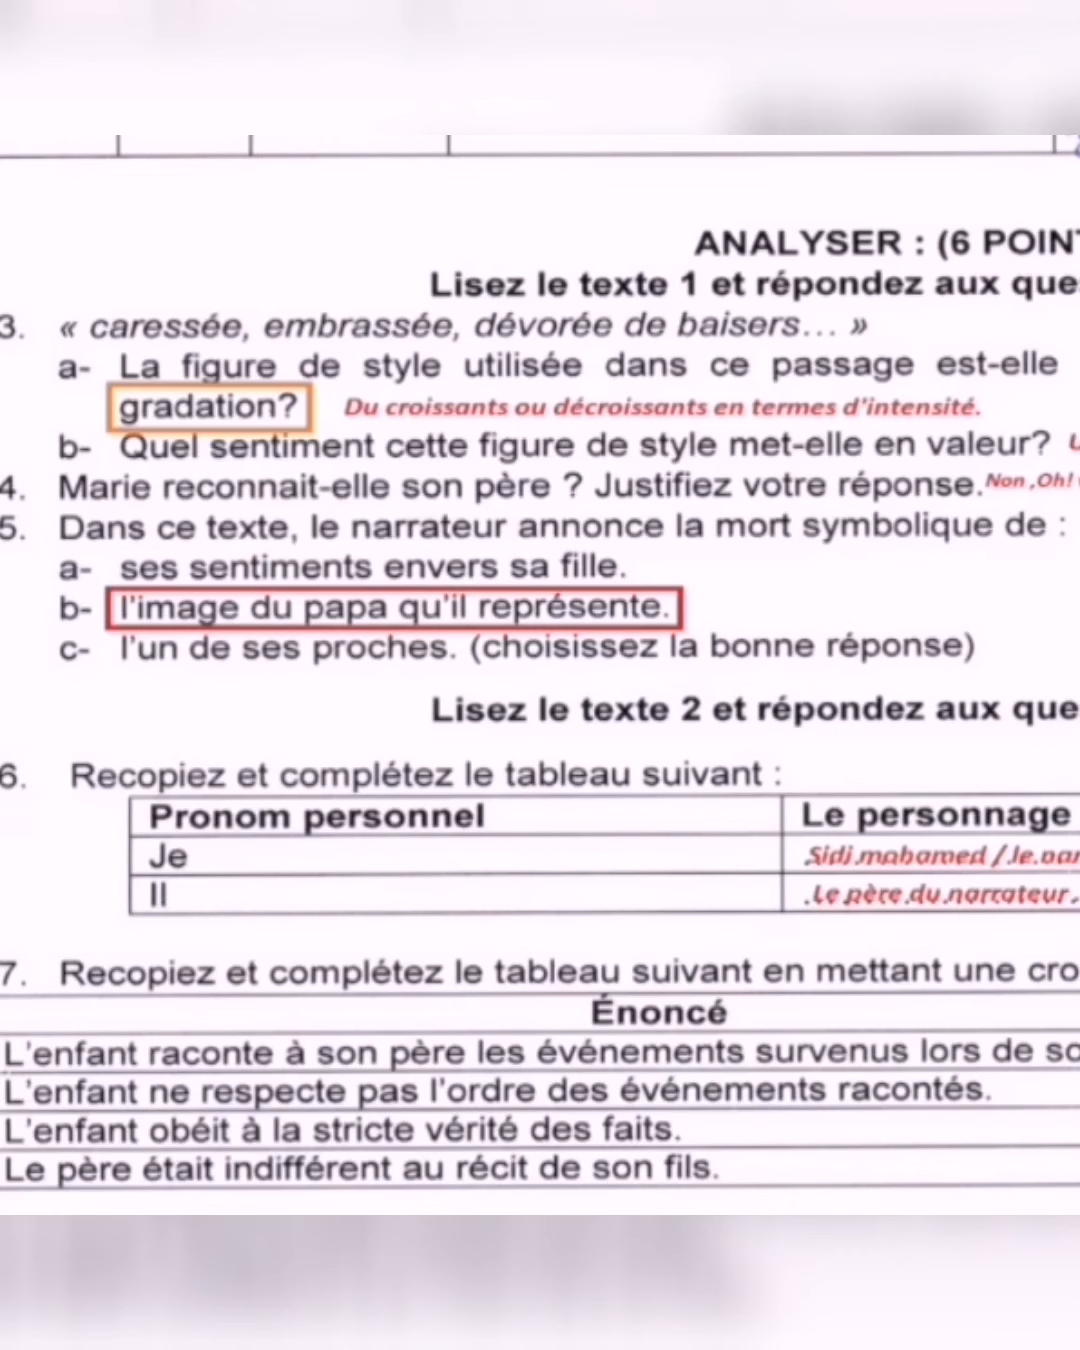 ANALYSER : (6 POINT
Lisez le texte 1 et répondez aux que
3. « caressée, embrassée, dévorée de baisers... »
a- La figure de style utilisée dans ce passage est-elle
gradation? Du croissants ou décroissants en termes d'intensité.
b- Quel sentiment cette figure de style met-elle en valeur?
4. Marie reconnait-elle son père ? Justifiez votre réponse. Non ,Oh!
5. Dans ce texte, le narrateur annonce la mort symbolique de :
a- ses sentiments envers sa fille.
b- l'image du papa qu'il représente.
c- l'un de ses proches. (choisissez la bonne réponse)
Lisez le texte 2 et répondez aux que
6. Recopiez et complétez le tableau suivant :
Pronom personnel Le personnage
Je Sidi mohamed / le nar
Il .Le père du narrateur.
7. Recopiez et complétez le tableau suivant en mettant une cro
Énoncé
L'enfant raconte à son père les événements survenus lors de so
L'enfant ne respecte pas l'ordre des événements racontés.
L'enfant obéit à la stricte vérité des faits.
Le père était indifférent au récit de son fils.